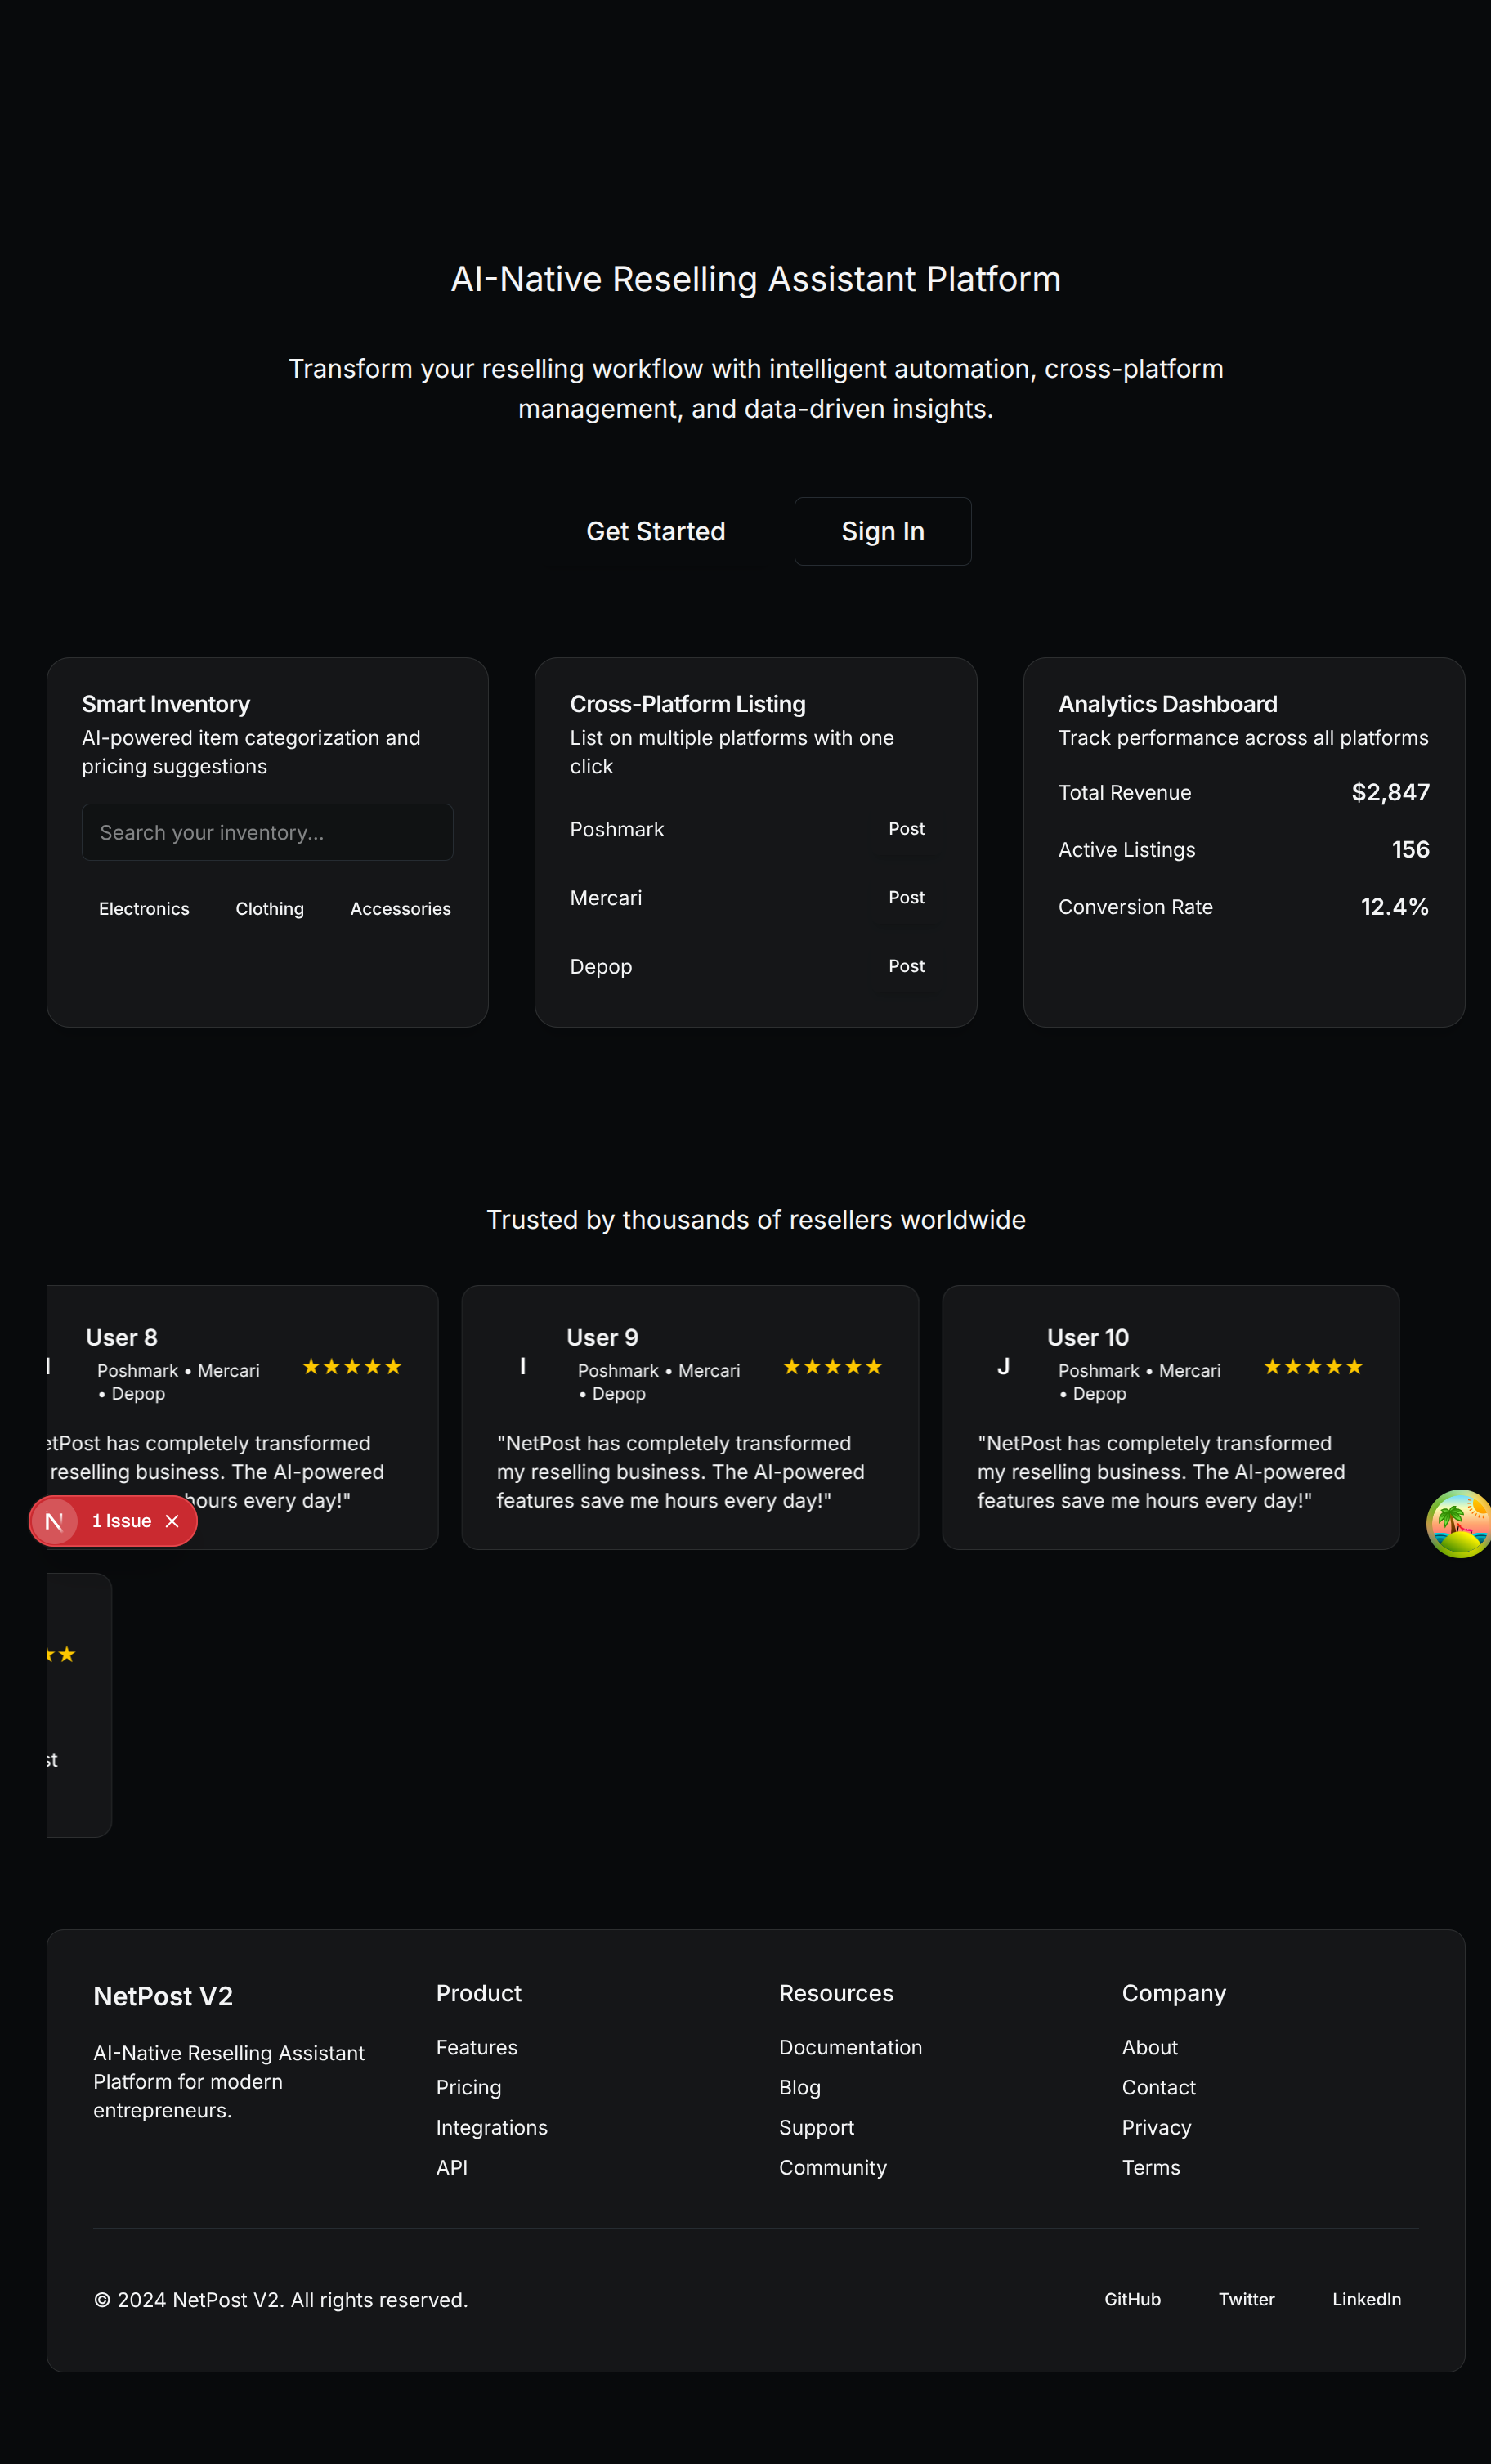 AI-Native Reselling Assistant Platform
Transform your reselling workflow with intelligent automation, cross-platform
management, and data-driven insights.
Get Started
Sign In
Smart Inventory
AI-powered item categorization and
pricing suggestions
Search your inventory...
Electronics
Clothing
Accessories
Cross-Platform Listing
List on multiple platforms with one
click
Poshmark
Post
Mercari
Post
Depop
Post
Analytics Dashboard
Track performance across all platforms
Total Revenue
$2,847
Active Listings
156
Conversion Rate
12.4%
Trusted by thousands of resellers worldwide
User 8
Poshmark • Mercari
• Depop
★★★★★
etPost has completely transformed
reselling business. The AI-powered
hours every day!"
I
User 9
Poshmark • Mercari
• Depop
★★★★★
"NetPost has completely transformed
my reselling business. The AI-powered
features save me hours every day!"
J
User 10
Poshmark • Mercari
• Depop
★★★★★
"NetPost has completely transformed
my reselling business. The AI-powered
features save me hours every day!"
N
1 Issue
★
st
NetPost V2
AI-Native Reselling Assistant
Platform for modern
entrepreneurs.
Product
Features
Pricing
Integrations
API
Resources
Documentation
Blog
Support
Community
Company
About
Contact
Privacy
Terms
© 2024 NetPost V2. All rights reserved.
GitHub
Twitter
LinkedIn